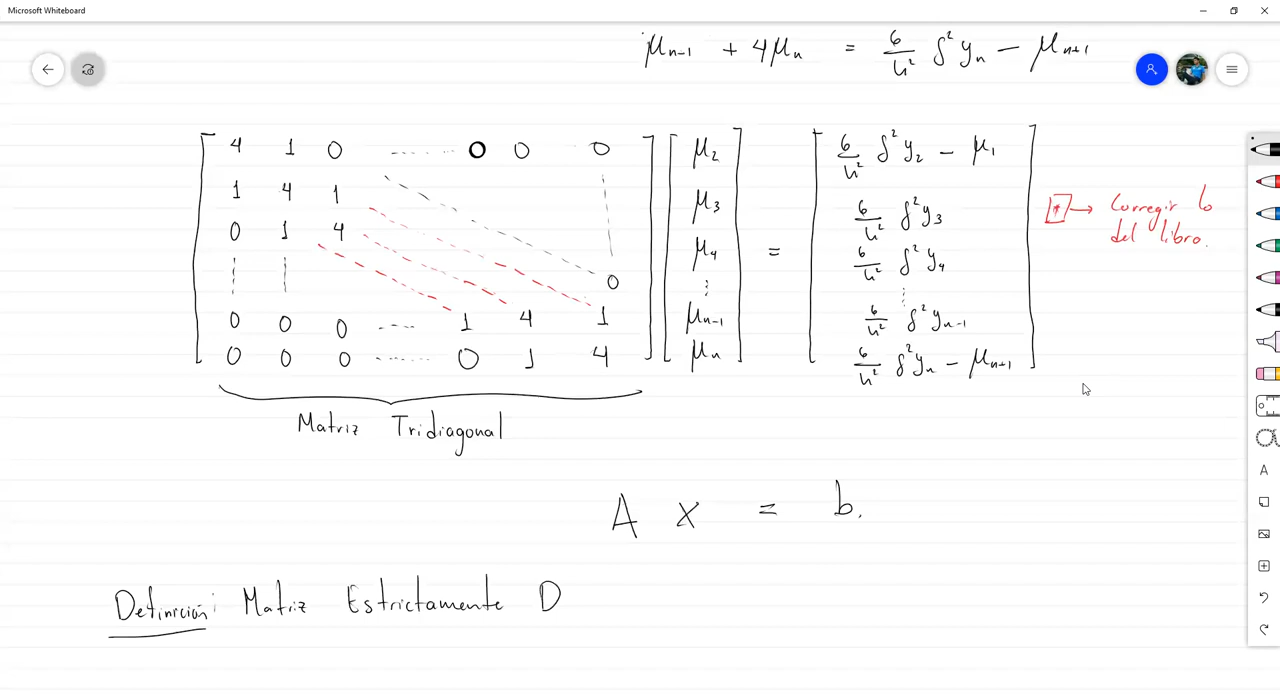 Microsoft Whiteboard
μn-1 + 4μn = 6/h² δ²yn − μn+1
4 1 0 ------ 0 0 0 μ2 6/h² δ²y2 − μ1
1 4 1 μ3 6/h² δ²y3 * → Corregir lo
0 1 4 μ4 = 6/h² δ²y4 del libro.
0 ⋮ ⋮
0 0 0 ---- 1 4 1 μn-1 6/h² δ²yn-1
0 0 0 ------ 0 1 4 μn 6/h² δ²yn − μn+1
Matriz Tridiagonal
A x = b.
Definición: Matriz Estrictamente D